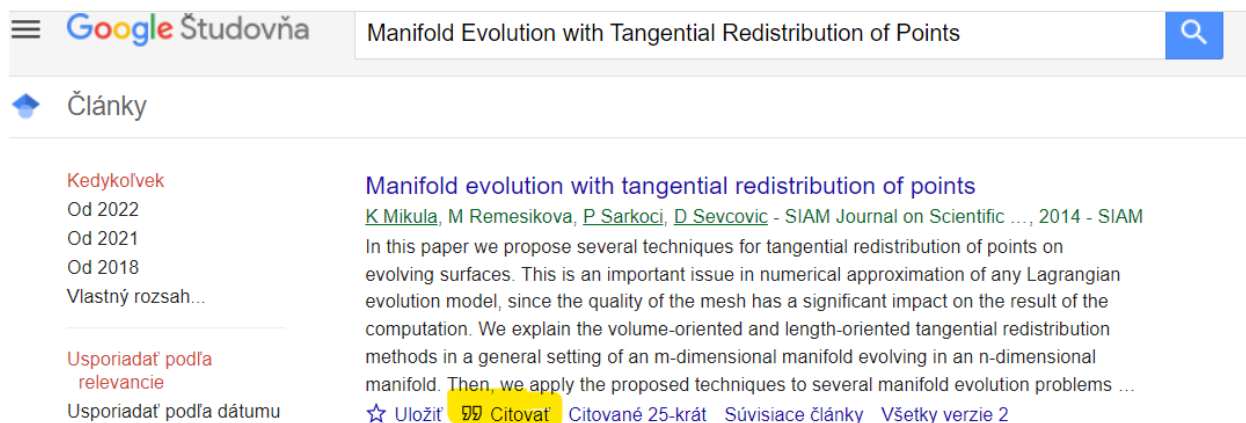 Google Študovňa
Manifold Evolution with Tangential Redistribution of Points
Články
Kedykoľvek
Od 2022
Od 2021
Od 2018
Vlastný rozsah...
Usporiadať podľa
relevancie
Usporiadať podľa dátumu
Manifold evolution with tangential redistribution of points
K Mikula, M Remesikova, P Sarkoci, D Sevcovic - SIAM Journal on Scientific …, 2014 - SIAM
In this paper we propose several techniques for tangential redistribution of points on
evolving surfaces. This is an important issue in numerical approximation of any Lagrangian
evolution model, since the quality of the mesh has a significant impact on the result of the
computation. We explain the volume-oriented and length-oriented tangential redistribution
methods in a general setting of an m-dimensional manifold evolving in an n-dimensional
manifold. Then, we apply the proposed techniques to several manifold evolution problems …
Uložiť Citovať Citované 25-krát Súvisiace články Všetky verzie 2